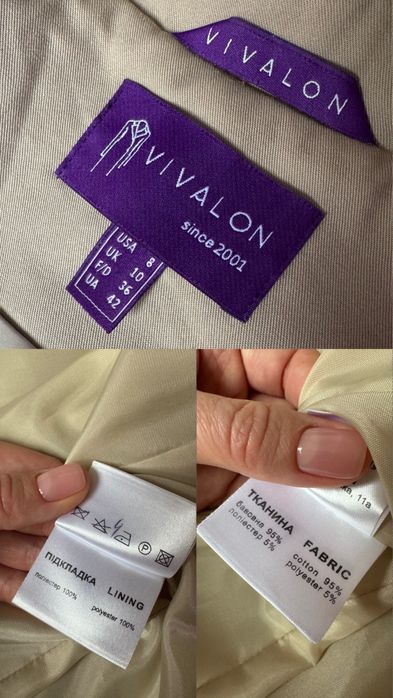 VIVALON
VIVALON
since 2001
USA 8
UK 10
F/D 36
UA 42
P
ПІДКЛАДКА LINING
поліестер 100% polyester 100%
11а
ТКАНИНА FABRIC
бавовна 95% cotton 95%
поліестер 5% polyester 5%